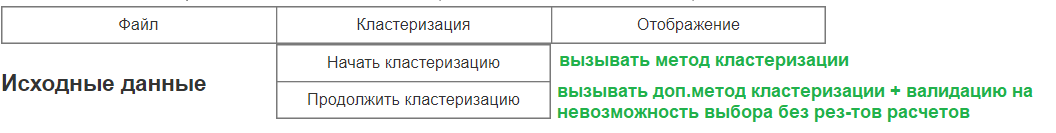 Файл Кластеризация Отображение
Начать кластеризацию вызывать метод кластеризации
Исходные данные
Продолжить кластеризацию вызывать доп.метод кластеризации + валидацию на
невозможность выбора без рез-тов расчетов